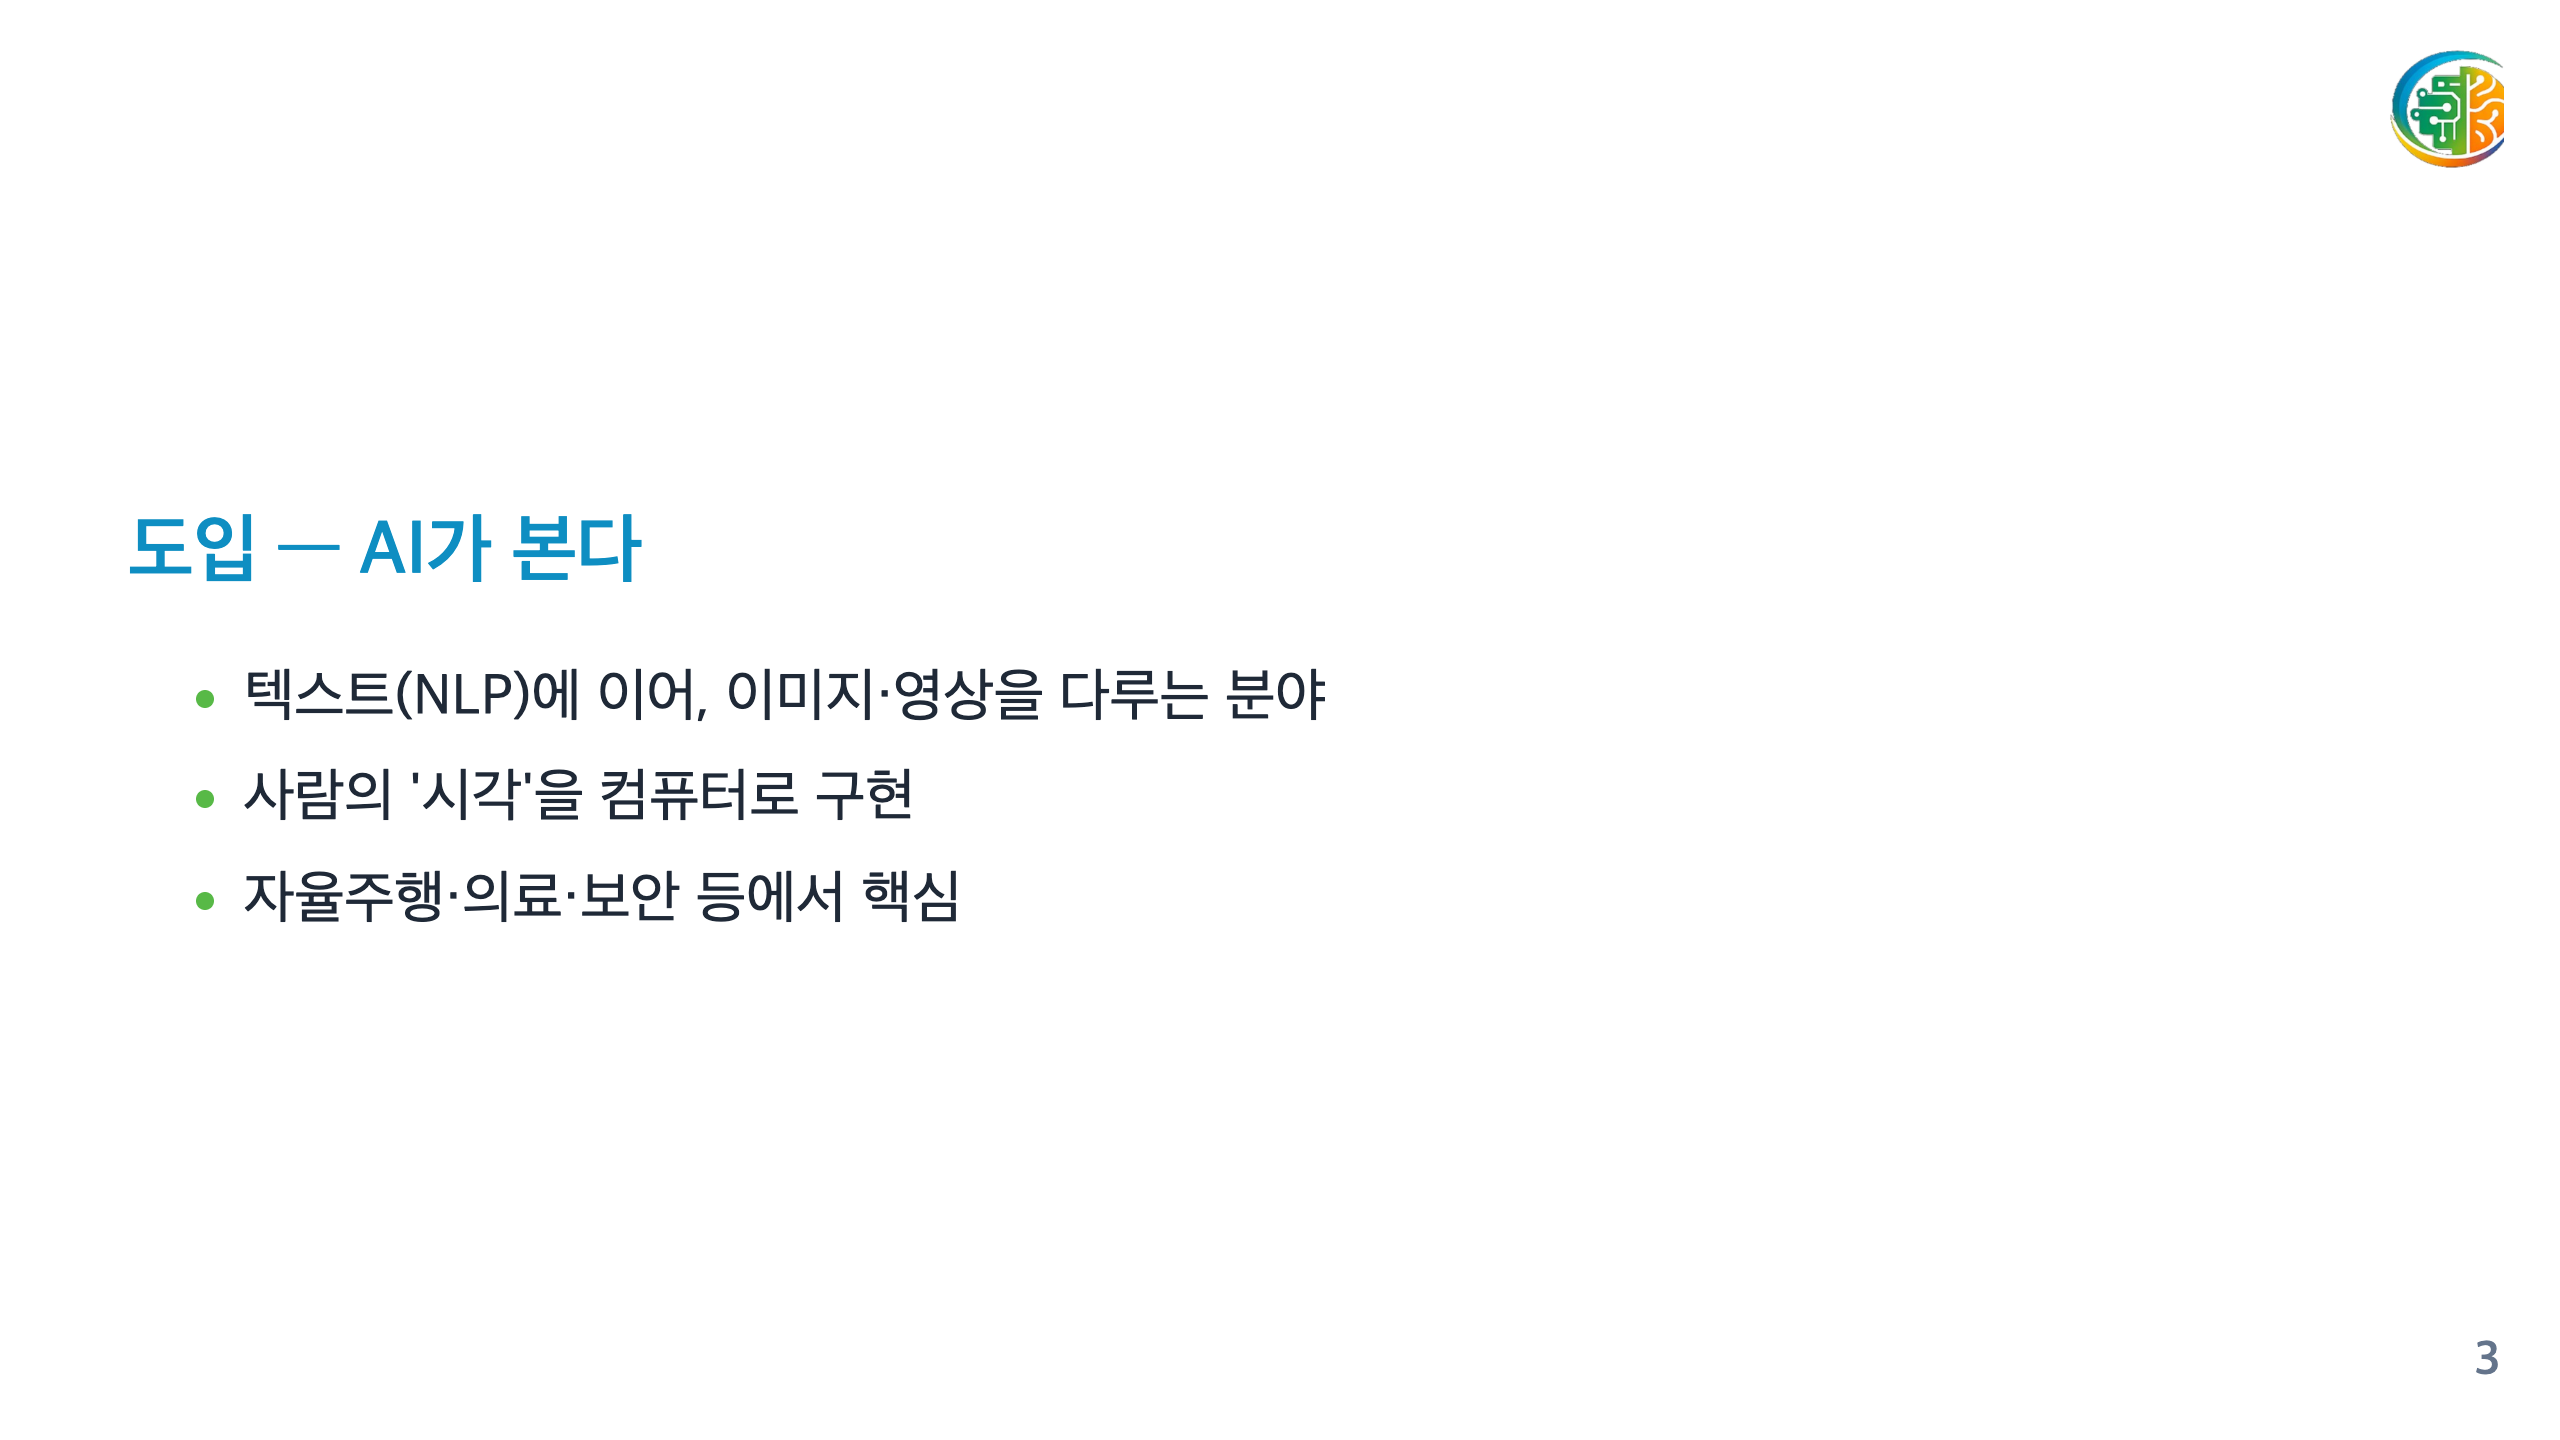 도입 — AI가 본다
텍스트(NLP)에 이어, 이미지·영상을 다루는 분야
사람의 '시각'을 컴퓨터로 구현
자율주행·의료·보안 등에서 핵심
3